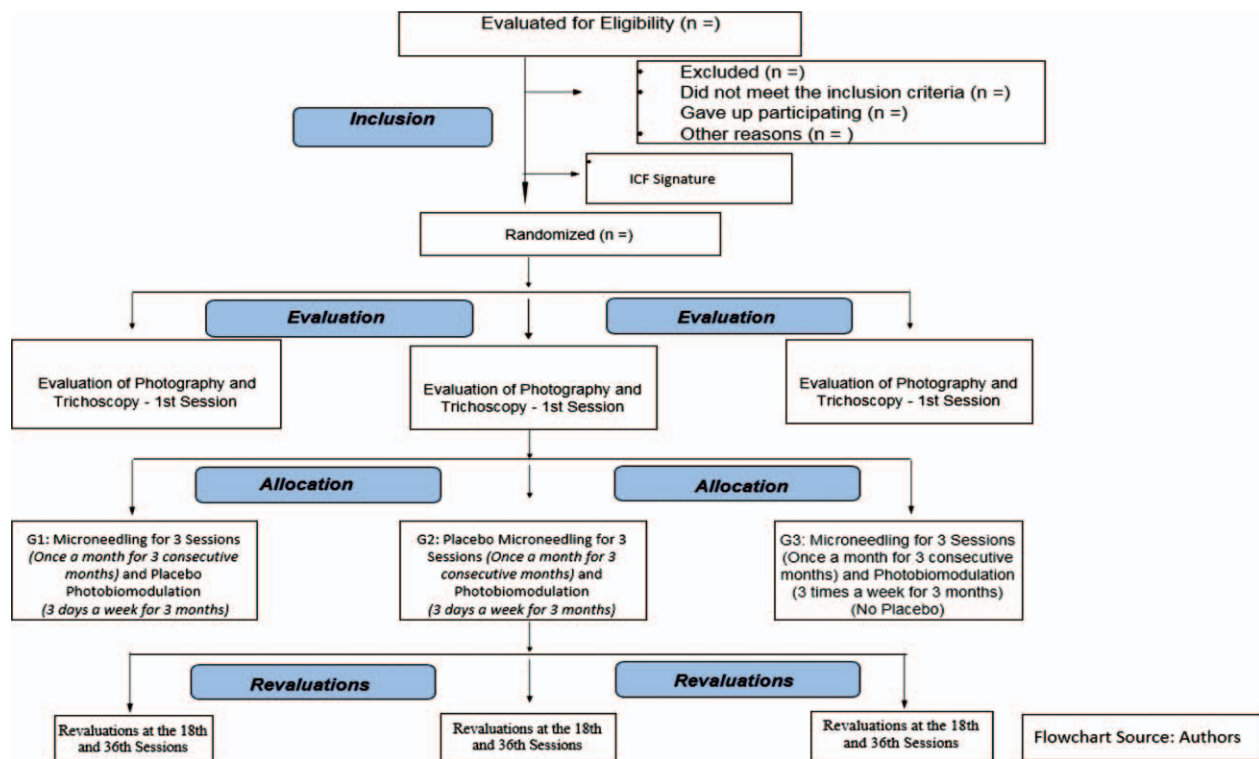 Evaluated for Eligibility (n =)
• Excluded (n =)
• Did not meet the inclusion criteria (n =)
Gave up participating (n =)
• Other reasons (n = )
Inclusion
•
ICF Signature
Randomized (n =)
Evaluation
Evaluation
Evaluation of Photography and
Trichoscopy - 1st Session
Evaluation of Photography and
Trichoscopy - 1st Session
Evaluation of Photography and
Trichoscopy - 1st Session
Allocation
Allocation
G1: Microneedling for 3 Sessions
(Once a month for 3 consecutive
months) and Placebo
Photobiomodulation
(3 days a week for 3 months)
G2: Placebo Microneedling for 3
Sessions (Once a month for 3
consecutive months) and
Photobiomodulation
(3 days a week for 3 months)
G3: Microneedling for 3 Sessions
(Once a month for 3 consecutive
months) and Photobiomodulation
(3 times a week for 3 months)
(No Placebo)
Revaluations
Revaluations
Revaluations at the 18th
and 36th Sessions
Revaluations at the 18th
and 36th Sessions
Revaluations at the 18th
and 36th Sessions
Flowchart Source: Authors